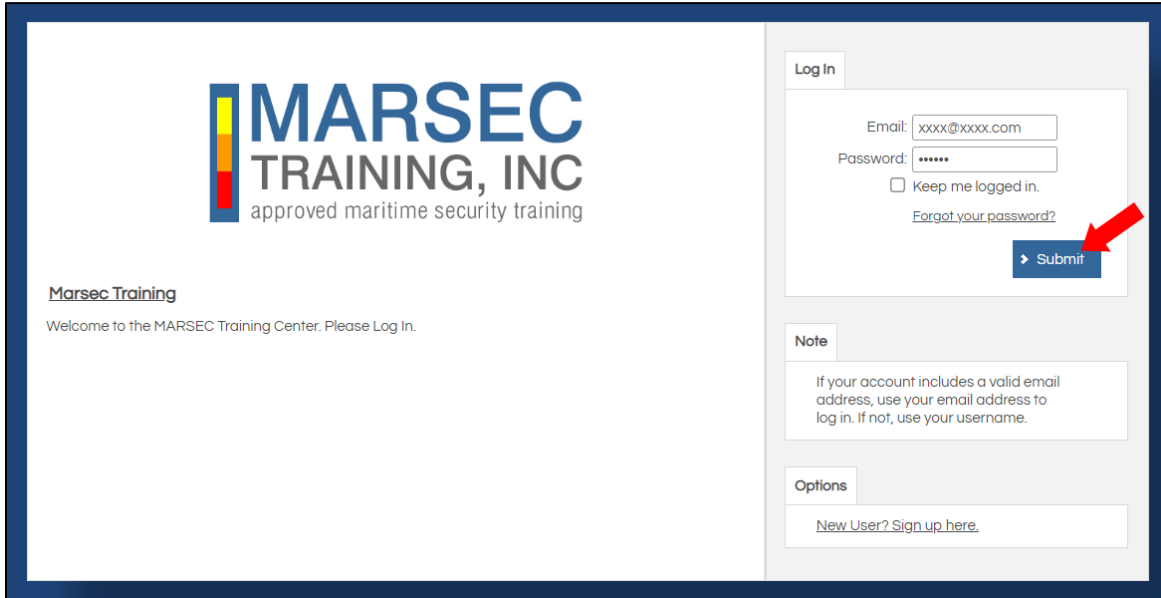 MARSEC
TRAINING, INC
approved maritime security training
Marsec Training
Welcome to the MARSEC Training Center. Please Log In.
Log In
Email: xxxx@xxxx.com
Password: ••••••
Keep me logged in.
Forgot your password?
Submit
Note
If your account includes a valid email
address, use your email address to
log in. If not, use your username.
Options
New User? Sign up here.